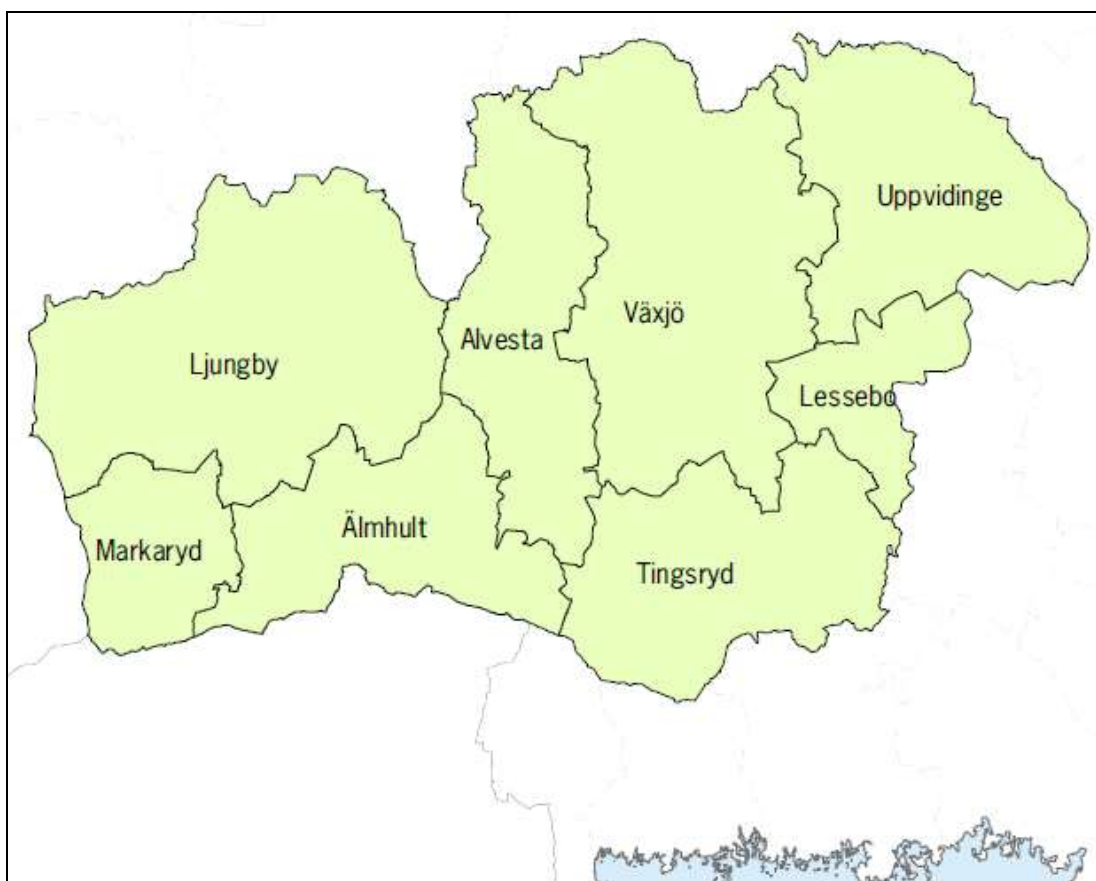 Uppvidinge
Växjö
Alvesta
Ljungby
Lessebo
Älmhult
Markaryd
Tingsryd